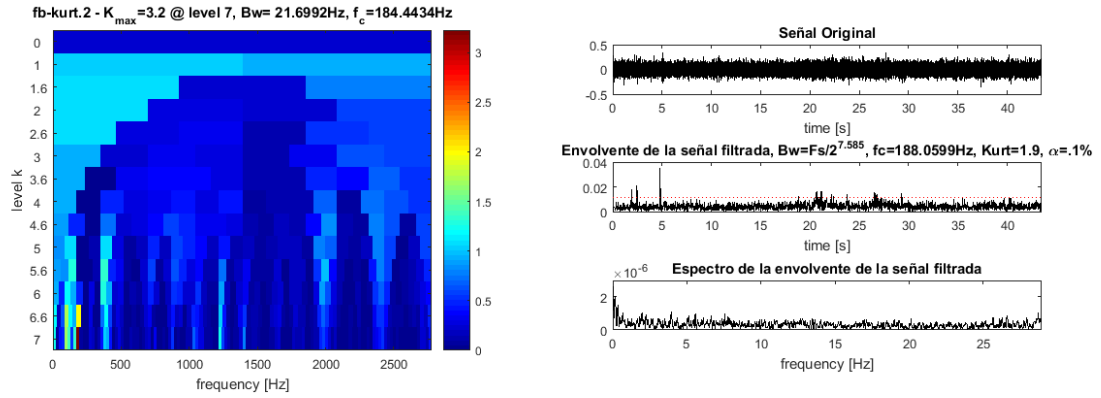 fb-kurt.2 - K_max=3.2 @ level 7, Bw= 21.6992Hz, f_c=184.4434Hz
0
1
1.6
2
2.6
3
3.6
4
4.6
5
5.6
6
6.6
7
level k
0 500 1000 1500 2000 2500
frequency [Hz]
3
2.5
2
1.5
1
0.5
0
Señal Original
0.5
0
-0.5
0 5 10 15 20 25 30 35 40
time [s]
Envolvente de la señal filtrada, Bw=Fs/2^7.585, fc=188.0599Hz, Kurt=1.9, α=.1%
0.04
0.02
0
0 5 10 15 20 25 30 35 40
time [s]
×10^-6
Espectro de la envolvente de la señal filtrada
2
0
0 5 10 15 20 25
frequency [Hz]